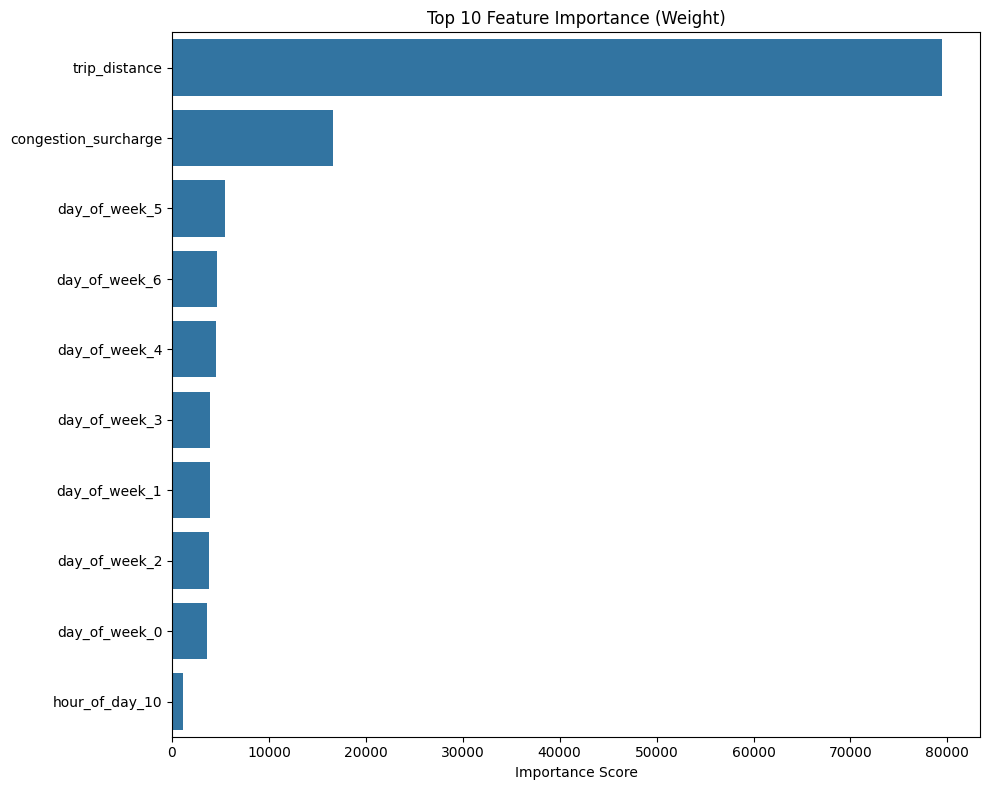 Top 10 Feature Importance (Weight)
trip_distance
congestion_surcharge
day_of_week_5
day_of_week_6
day_of_week_4
day_of_week_3
day_of_week_1
day_of_week_2
day_of_week_0
hour_of_day_10
0 10000 20000 30000 40000 50000 60000 70000 80000
Importance Score